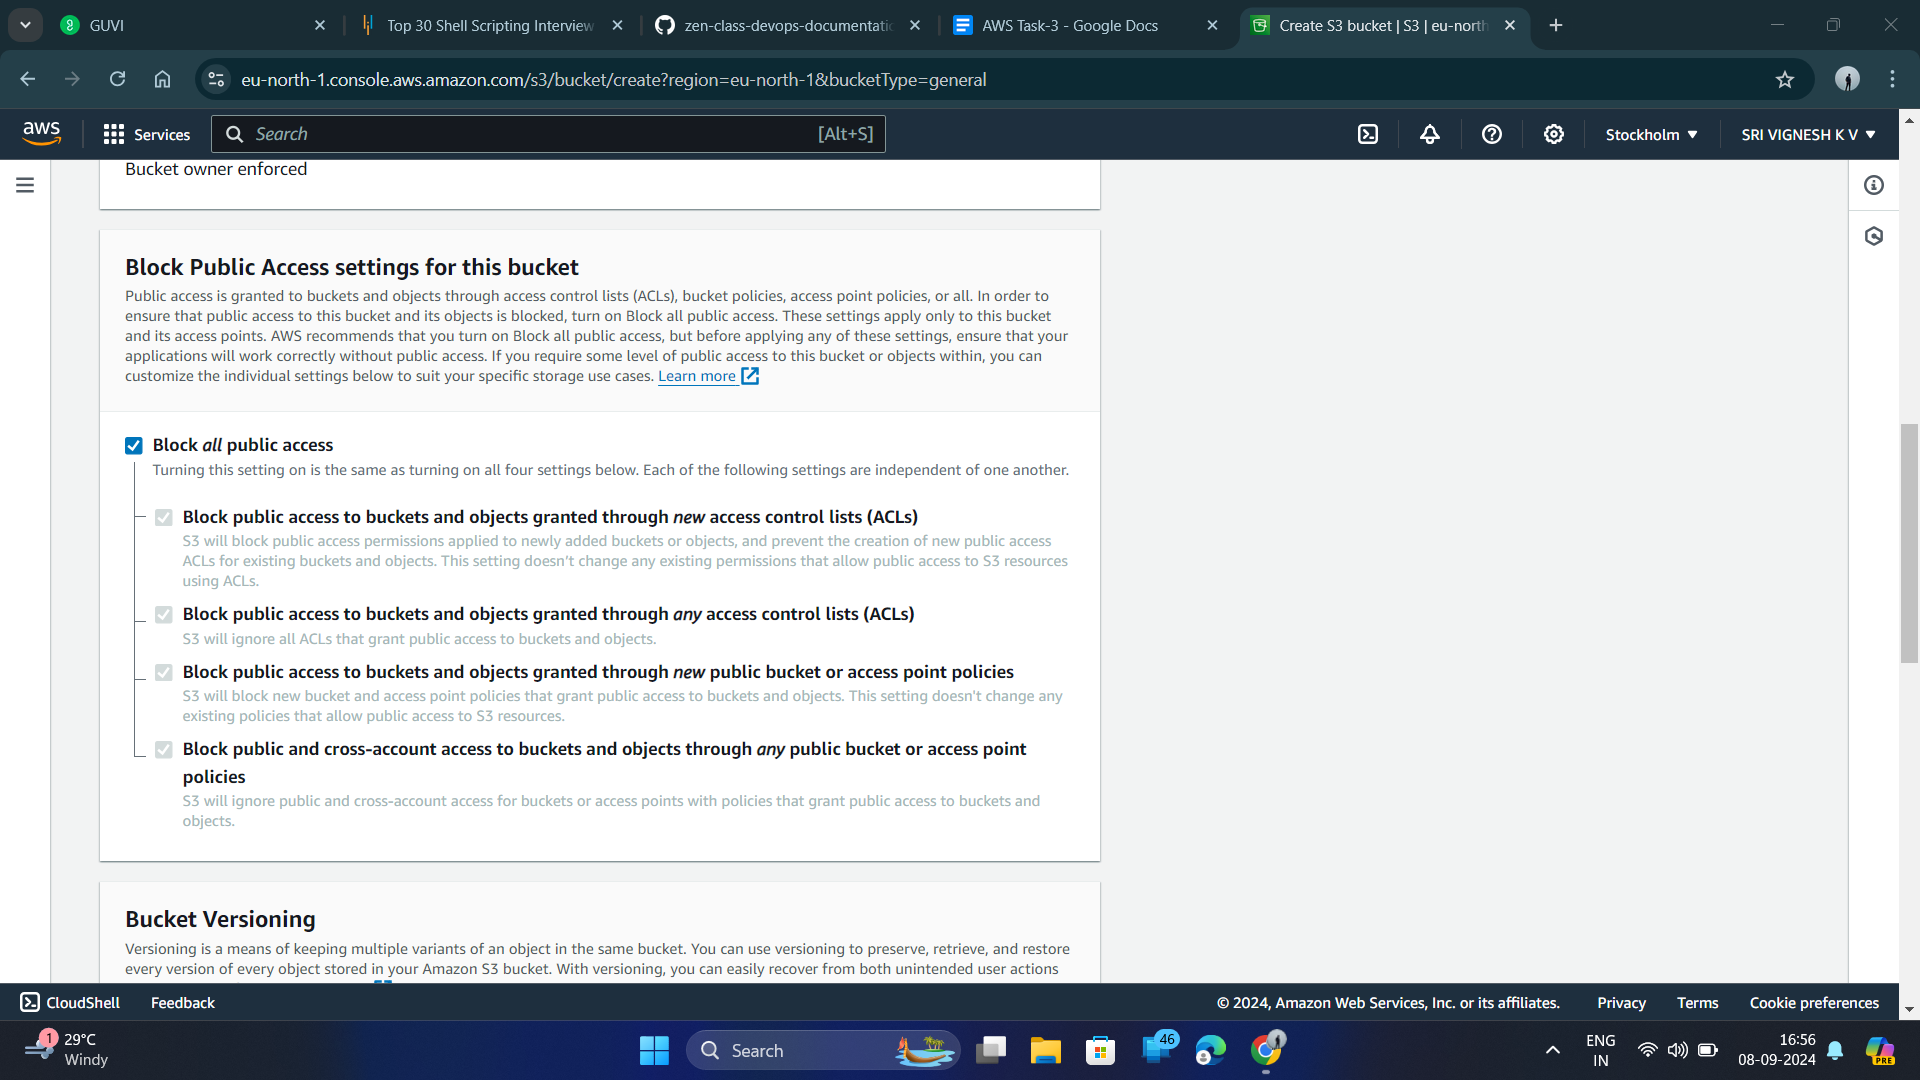 GUVI
Top 30 Shell Scripting Interview
zen-class-devops-documentatic
AWS Task-3 - Google Docs
Create S3 bucket | S3 | eu-north
eu-north-1.console.aws.amazon.com/s3/bucket/create?region=eu-north-1&bucketType=general
aws
Services
Search
[Alt+S]
Stockholm
SRI VIGNESH K V
Bucket owner enforced
Block Public Access settings for this bucket
Public access is granted to buckets and objects through access control lists (ACLs), bucket policies, access point policies, or all. In order to
ensure that public access to this bucket and its objects is blocked, turn on Block all public access. These settings apply only to this bucket
and its access points. AWS recommends that you turn on Block all public access, but before applying any of these settings, ensure that your
applications will work correctly without public access. If you require some level of public access to this bucket or objects within, you can
customize the individual settings below to suit your specific storage use cases. Learn more
Block all public access
Turning this setting on is the same as turning on all four settings below. Each of the following settings are independent of one another.
Block public access to buckets and objects granted through new access control lists (ACLs)
S3 will block public access permissions applied to newly added buckets or objects, and prevent the creation of new public access
ACLs for existing buckets and objects. This setting doesn't change any existing permissions that allow public access to S3 resources
using ACLs.
Block public access to buckets and objects granted through any access control lists (ACLs)
S3 will ignore all ACLs that grant public access to buckets and objects.
Block public access to buckets and objects granted through new public bucket or access point policies
S3 will block new bucket and access point policies that grant public access to buckets and objects. This setting doesn't change any
existing policies that allow public access to S3 resources.
Block public and cross-account access to buckets and objects through any public bucket or access point
policies
S3 will ignore public and cross-account access for buckets or access points with policies that grant public access to buckets and
objects.
Bucket Versioning
Versioning is a means of keeping multiple variants of an object in the same bucket. You can use versioning to preserve, retrieve, and restore
every version of every object stored in your Amazon S3 bucket. With versioning, you can easily recover from both unintended user actions
CloudShell
Feedback
© 2024, Amazon Web Services, Inc. or its affiliates.
Privacy
Terms
Cookie preferences
1
29°C
Windy
Search
46
ENG
IN
16:56
08-09-2024
PRE